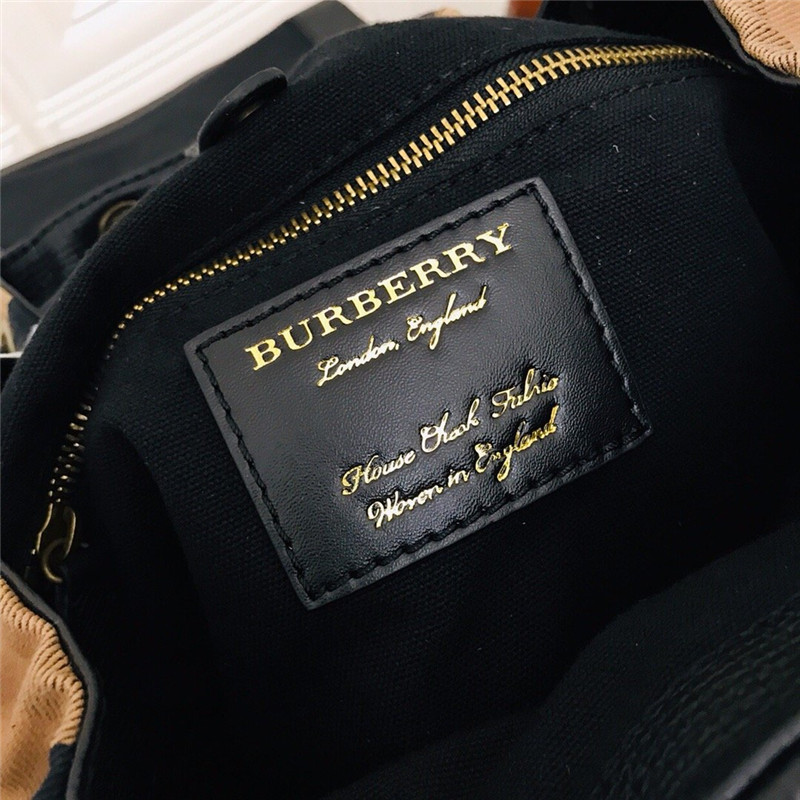 BURBERRY
London, England
House Check Fabric
Woven in England